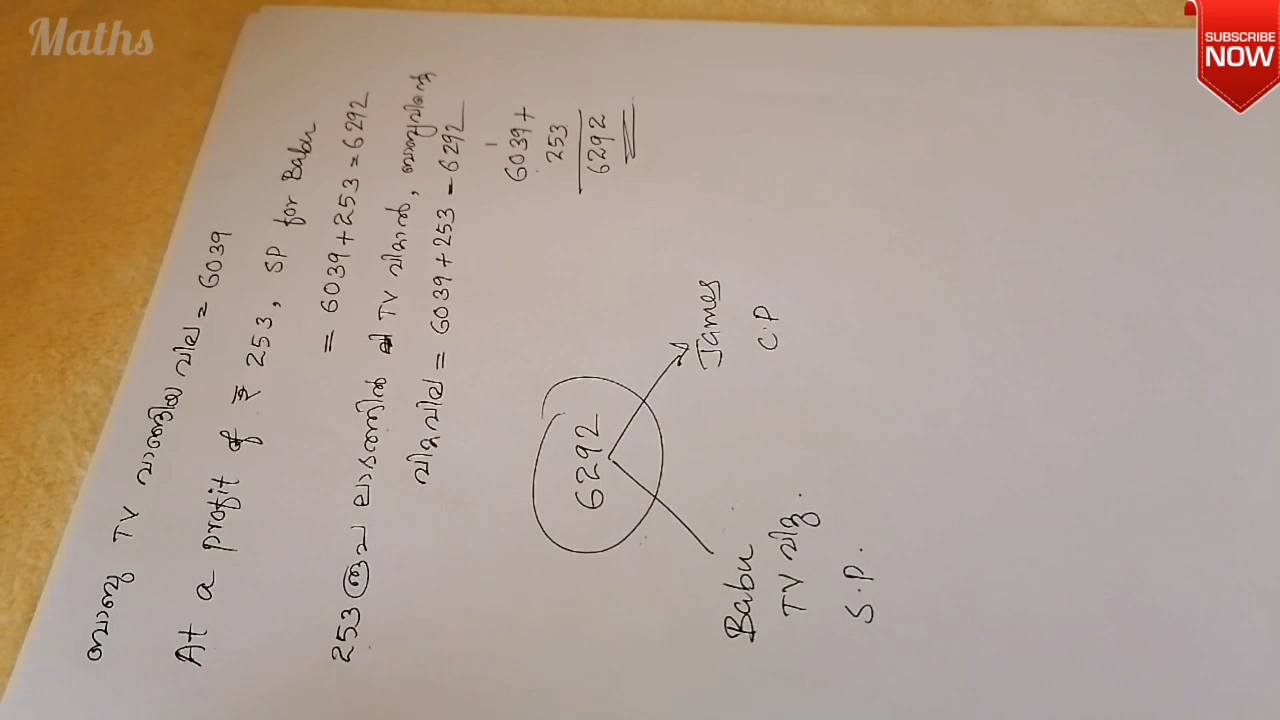 Maths
SUBSCRIBE
NOW
ബാബു TV വാങ്ങിയ വില = 6039
At a profit of ₹ 253, SP for Babu
= 6039 + 253 = 6292
253 രൂപ ലാഭത്തിൽ TV വിറ്റാൽ, ബാബുവിന്റെ
വിറ്റവില = 6039 + 253 = 6292
1
6039 +
253
6292
6292
James
C.P
Babu
TV വിറ്റു.
S.P.